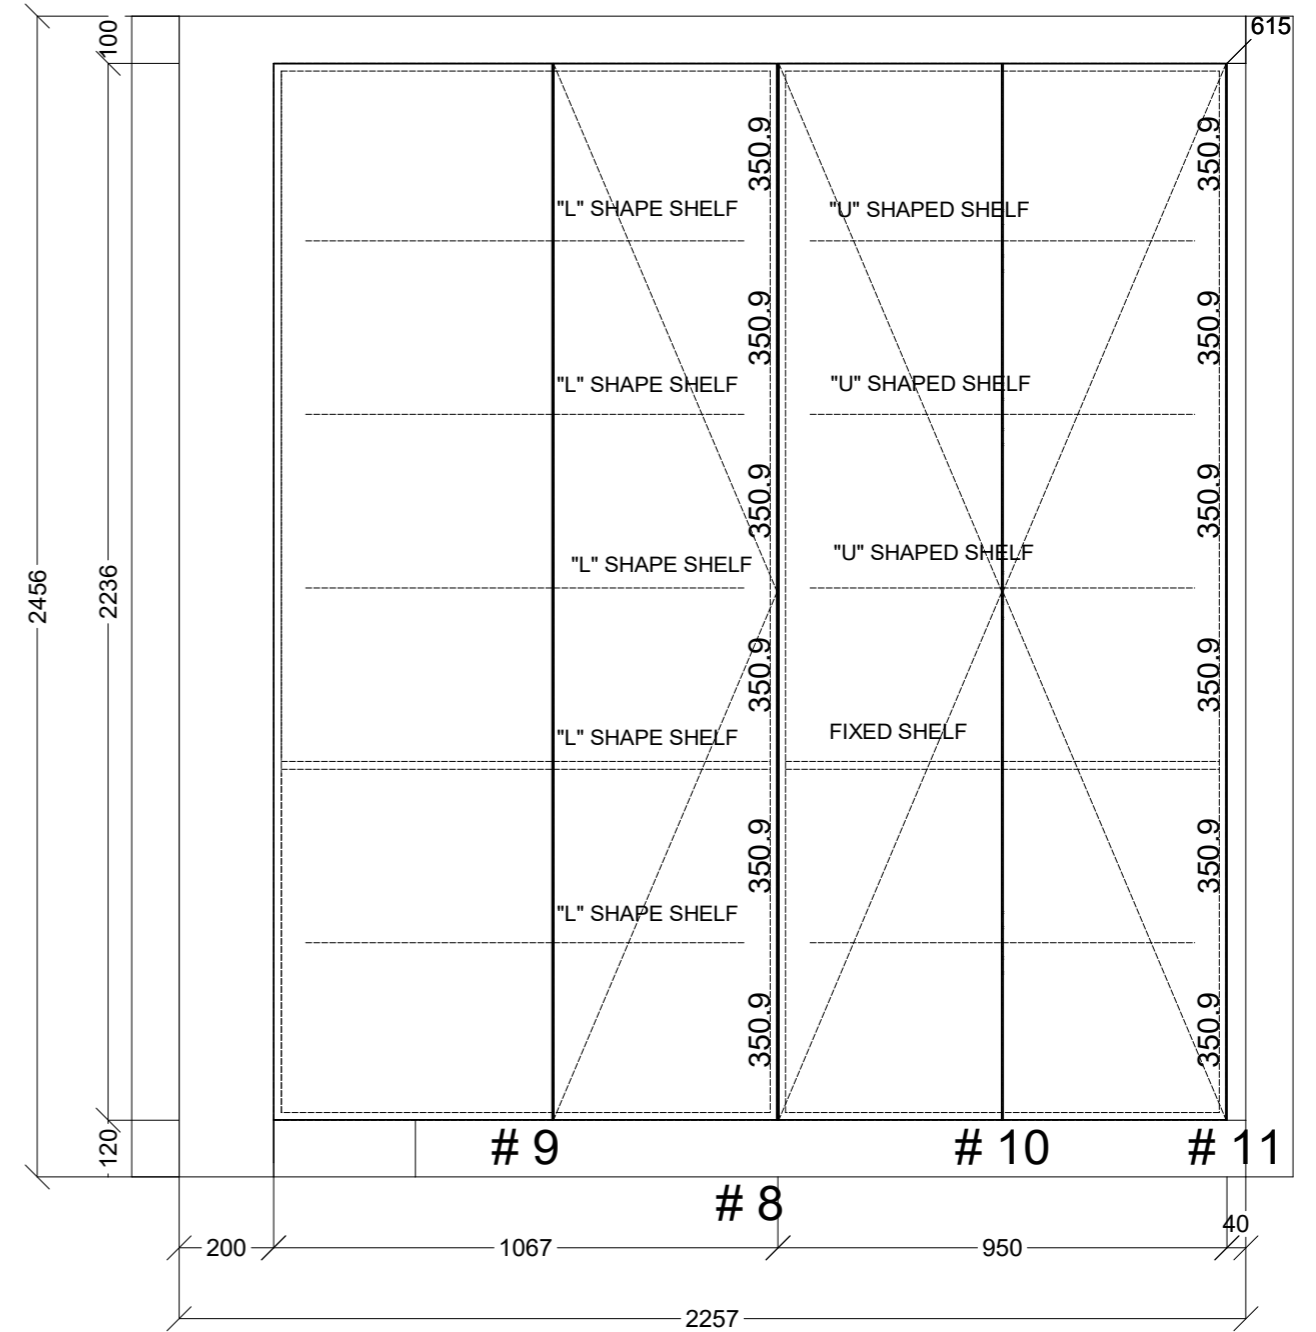 100
615
350.9
350.9
"L" SHAPE SHELF
"U" SHAPED SHELF
350.9
350.9
"L" SHAPE SHELF
"U" SHAPED SHELF
350.9
350.9
"L" SHAPE SHELF
"U" SHAPED SHELF
2456
2236
350.9
350.9
"L" SHAPE SHELF
FIXED SHELF
350.9
350.9
"L" SHAPE SHELF
350.9
350.9
120
# 9
# 10
# 11
# 8
40
200
1067
950
2257